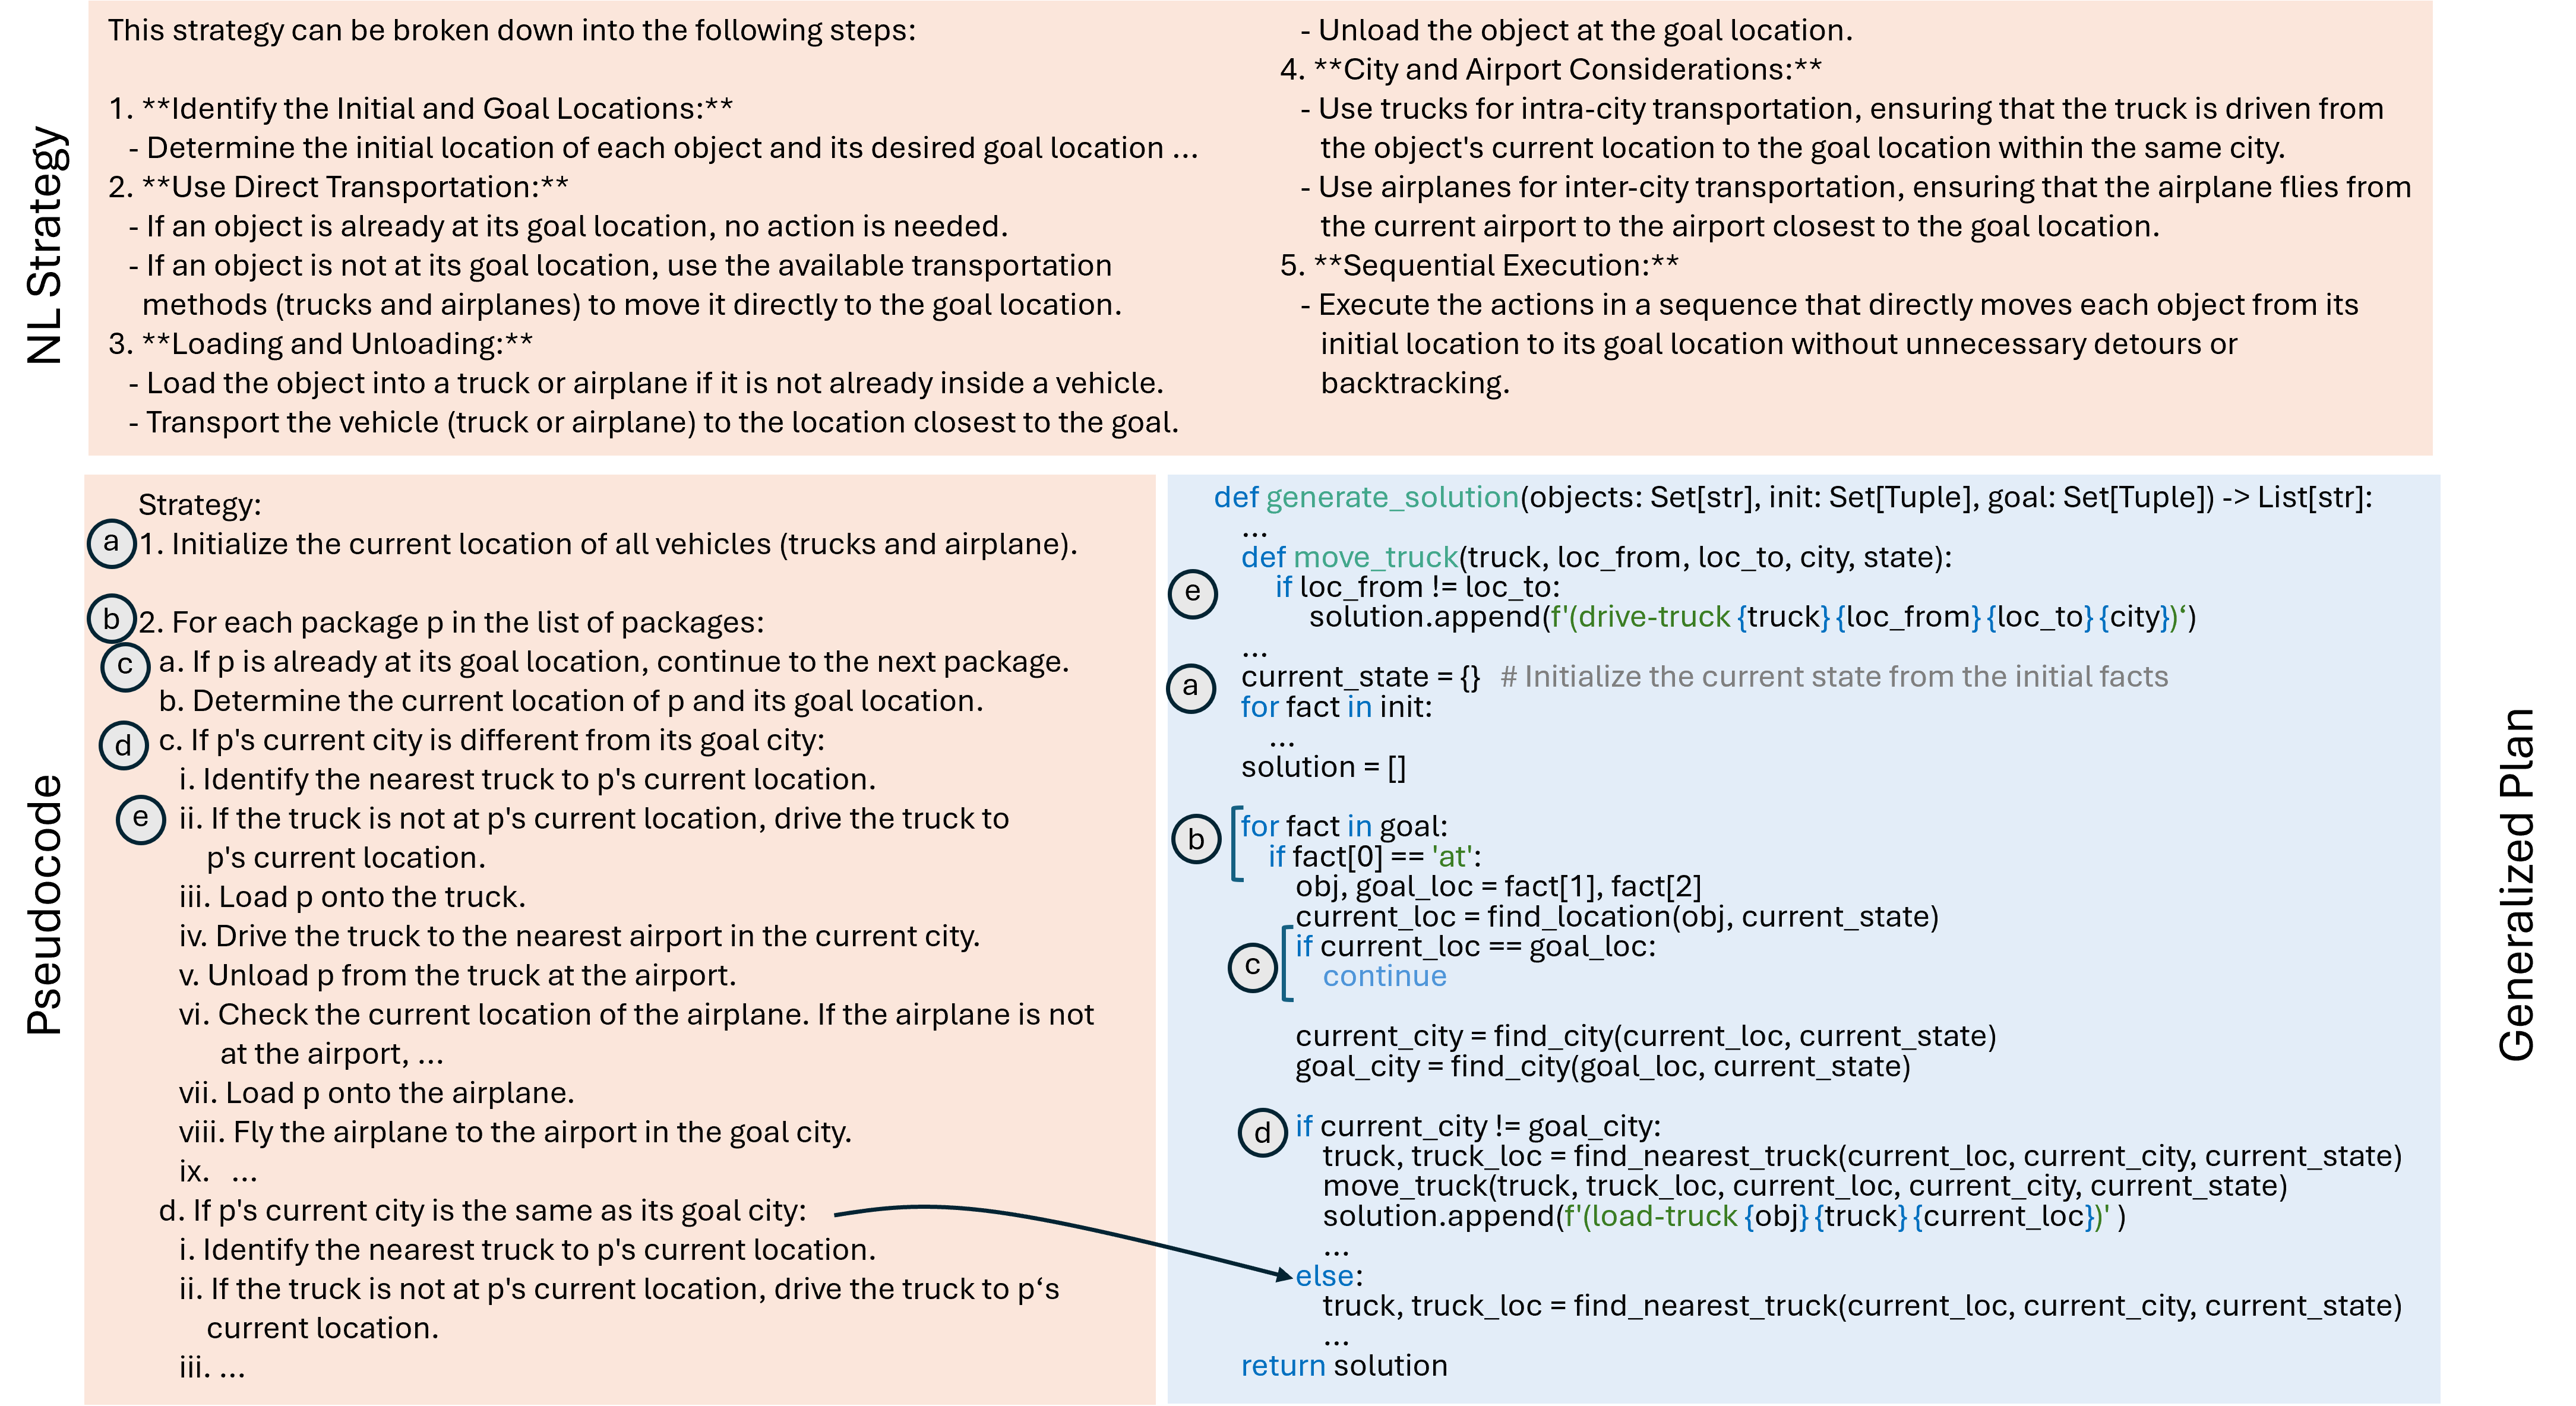 NL Strategy
This strategy can be broken down into the following steps:
1. **Identify the Initial and Goal Locations:**
- Determine the initial location of each object and its desired goal location ...
2. **Use Direct Transportation:**
- If an object is already at its goal location, no action is needed.
- If an object is not at its goal location, use the available transportation
methods (trucks and airplanes) to move it directly to the goal location.
3. **Loading and Unloading:**
- Load the object into a truck or airplane if it is not already inside a vehicle.
- Transport the vehicle (truck or airplane) to the location closest to the goal.
- Unload the object at the goal location.
4. **City and Airport Considerations:**
- Use trucks for intra-city transportation, ensuring that the truck is driven from
the object's current location to the goal location within the same city.
- Use airplanes for inter-city transportation, ensuring that the airplane flies from
the current airport to the airport closest to the goal location.
5. **Sequential Execution:**
- Execute the actions in a sequence that directly moves each object from its
initial location to its goal location without unnecessary detours or
backtracking.
Pseudocode
Strategy:
a 1. Initialize the current location of all vehicles (trucks and airplane).
b 2. For each package p in the list of packages:
c a. If p is already at its goal location, continue to the next package.
b. Determine the current location of p and its goal location.
d c. If p's current city is different from its goal city:
i. Identify the nearest truck to p's current location.
e ii. If the truck is not at p's current location, drive the truck to
p's current location.
iii. Load p onto the truck.
iv. Drive the truck to the nearest airport in the current city.
v. Unload p from the truck at the airport.
vi. Check the current location of the airplane. If the airplane is not
at the airport, ...
vii. Load p onto the airplane.
viii. Fly the airplane to the airport in the goal city.
ix. ...
d. If p's current city is the same as its goal city:
i. Identify the nearest truck to p's current location.
ii. If the truck is not at p's current location, drive the truck to p‘s
current location.
iii. ...
def generate_solution(objects: Set[str], init: Set[Tuple], goal: Set[Tuple]) -> List[str]:
...
def move_truck(truck, loc_from, loc_to, city, state):
e if loc_from != loc_to:
solution.append(f'(drive-truck {truck} {loc_from} {loc_to} {city})‘)
...
a current_state = {} # Initialize the current state from the initial facts
for fact in init:
...
solution = []
b for fact in goal:
if fact[0] == 'at':
obj, goal_loc = fact[1], fact[2]
current_loc = find_location(obj, current_state)
c if current_loc == goal_loc:
continue
current_city = find_city(current_loc, current_state)
goal_city = find_city(goal_loc, current_state)
d if current_city != goal_city:
truck, truck_loc = find_nearest_truck(current_loc, current_city, current_state)
move_truck(truck, truck_loc, current_loc, current_city, current_state)
solution.append(f'(load-truck {obj} {truck} {current_loc})' )
...
else:
truck, truck_loc = find_nearest_truck(current_loc, current_city, current_state)
...
return solution
Generalized Plan